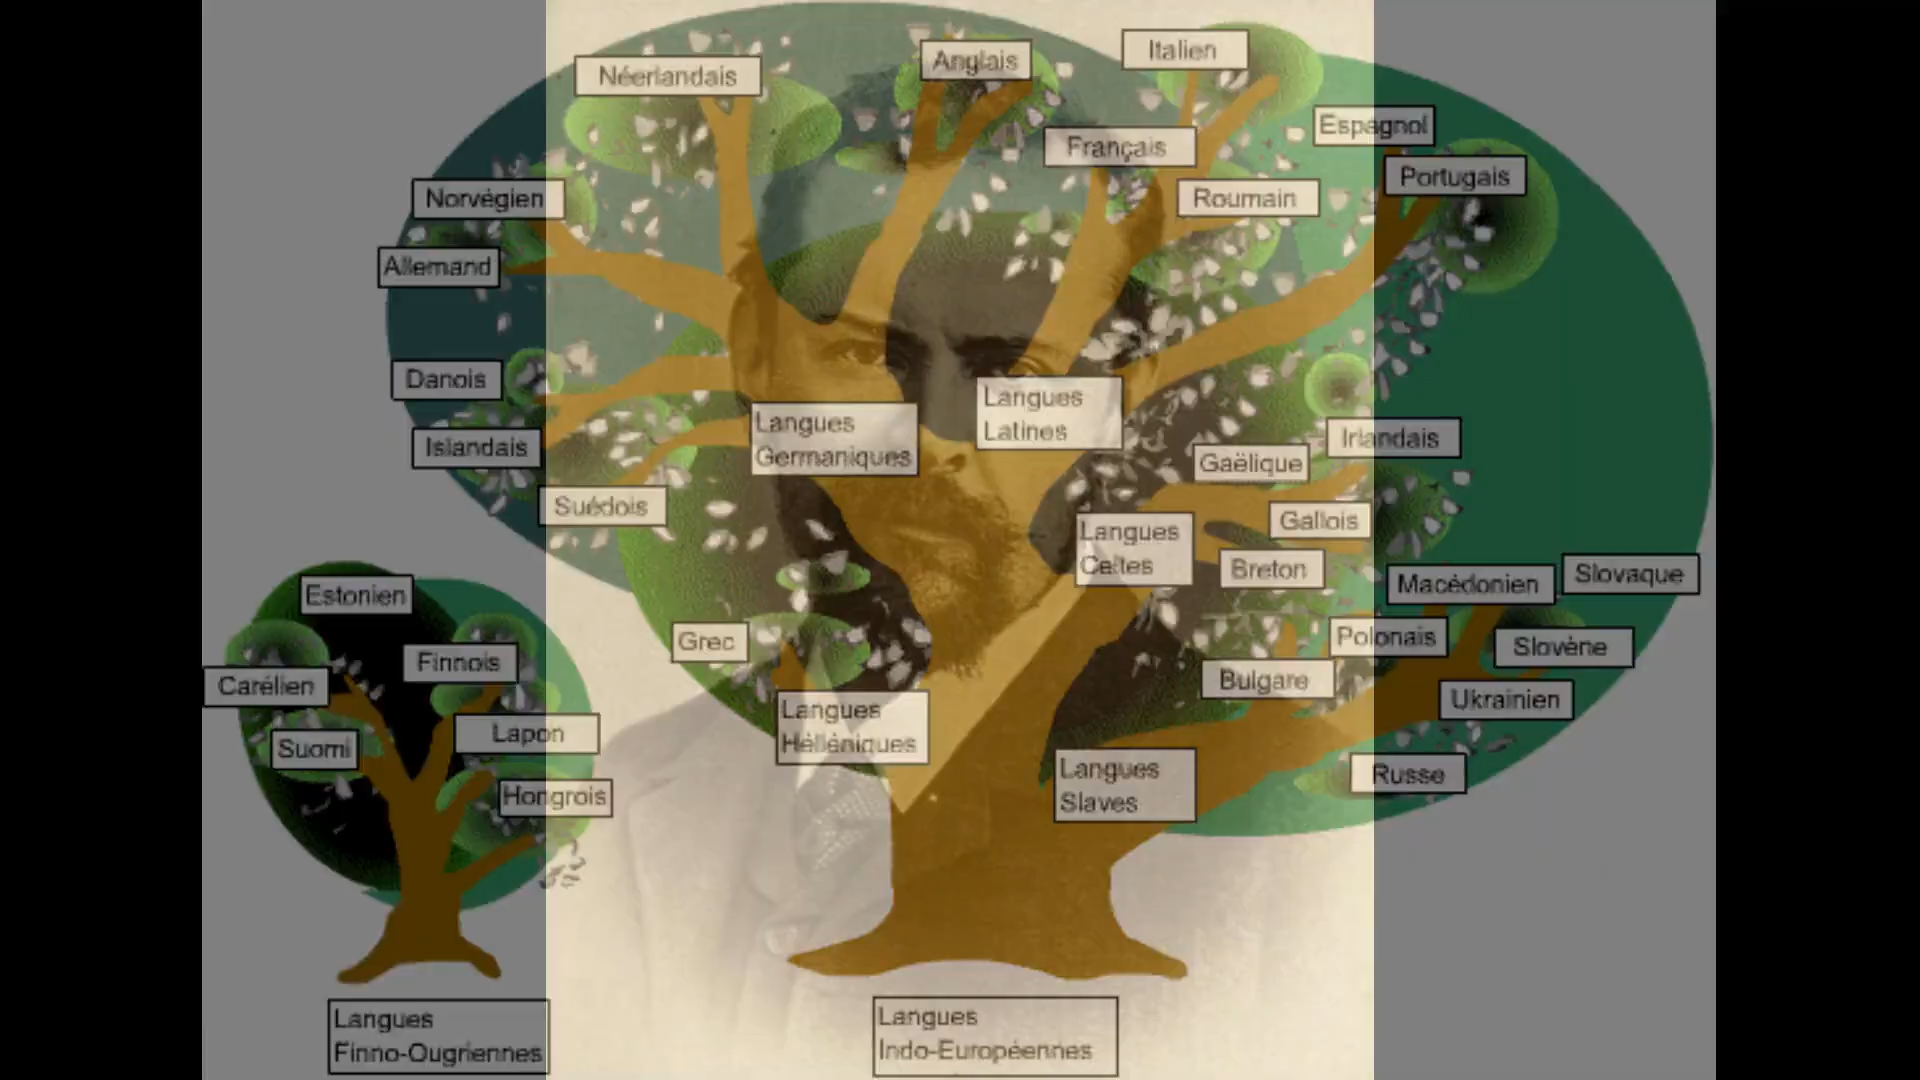 Néerlandais
Anglais
Italien
Espagnol
Français
Portugais
Norvégien
Roumain
Allemand
Danois
Langues
Latines
Langues
Germaniques
Irlandais
Islandais
Gaëlique
Suédois
Gallois
Langues
Celtes
Breton
Macédonien
Slovaque
Estonien
Grec
Polonais
Slovène
Finnois
Carélien
Bulgare
Ukrainien
Langues
Hélléniques
Lapon
Suomi
Langues
Slaves
Russe
Hongrois
Langues
Finno-Ougriennes
Langues
Indo-Européennes